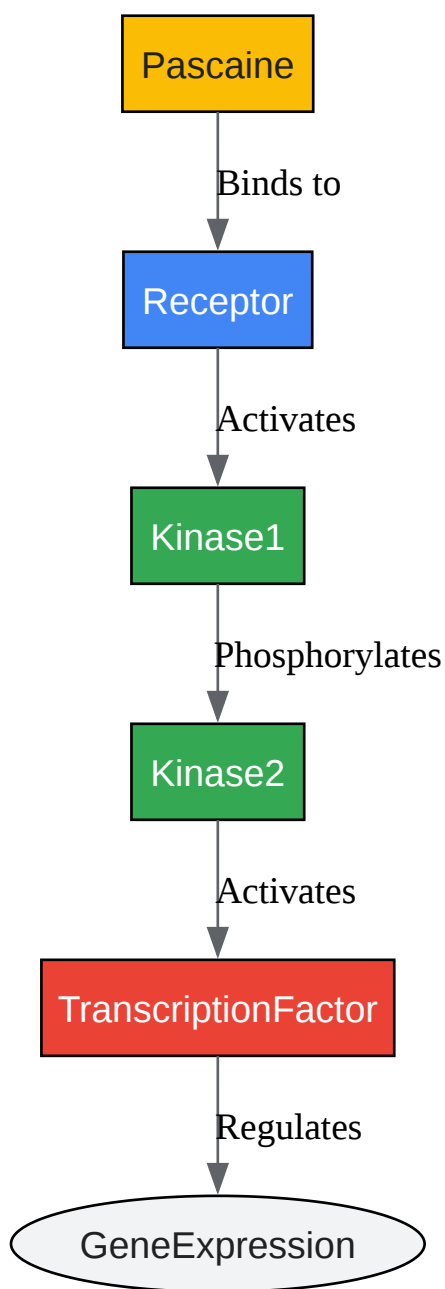 Pascaine
Binds to
Receptor
Activates
Kinase1
Phosphorylates
Kinase2
Activates
TranscriptionFactor
Regulates
GeneExpression